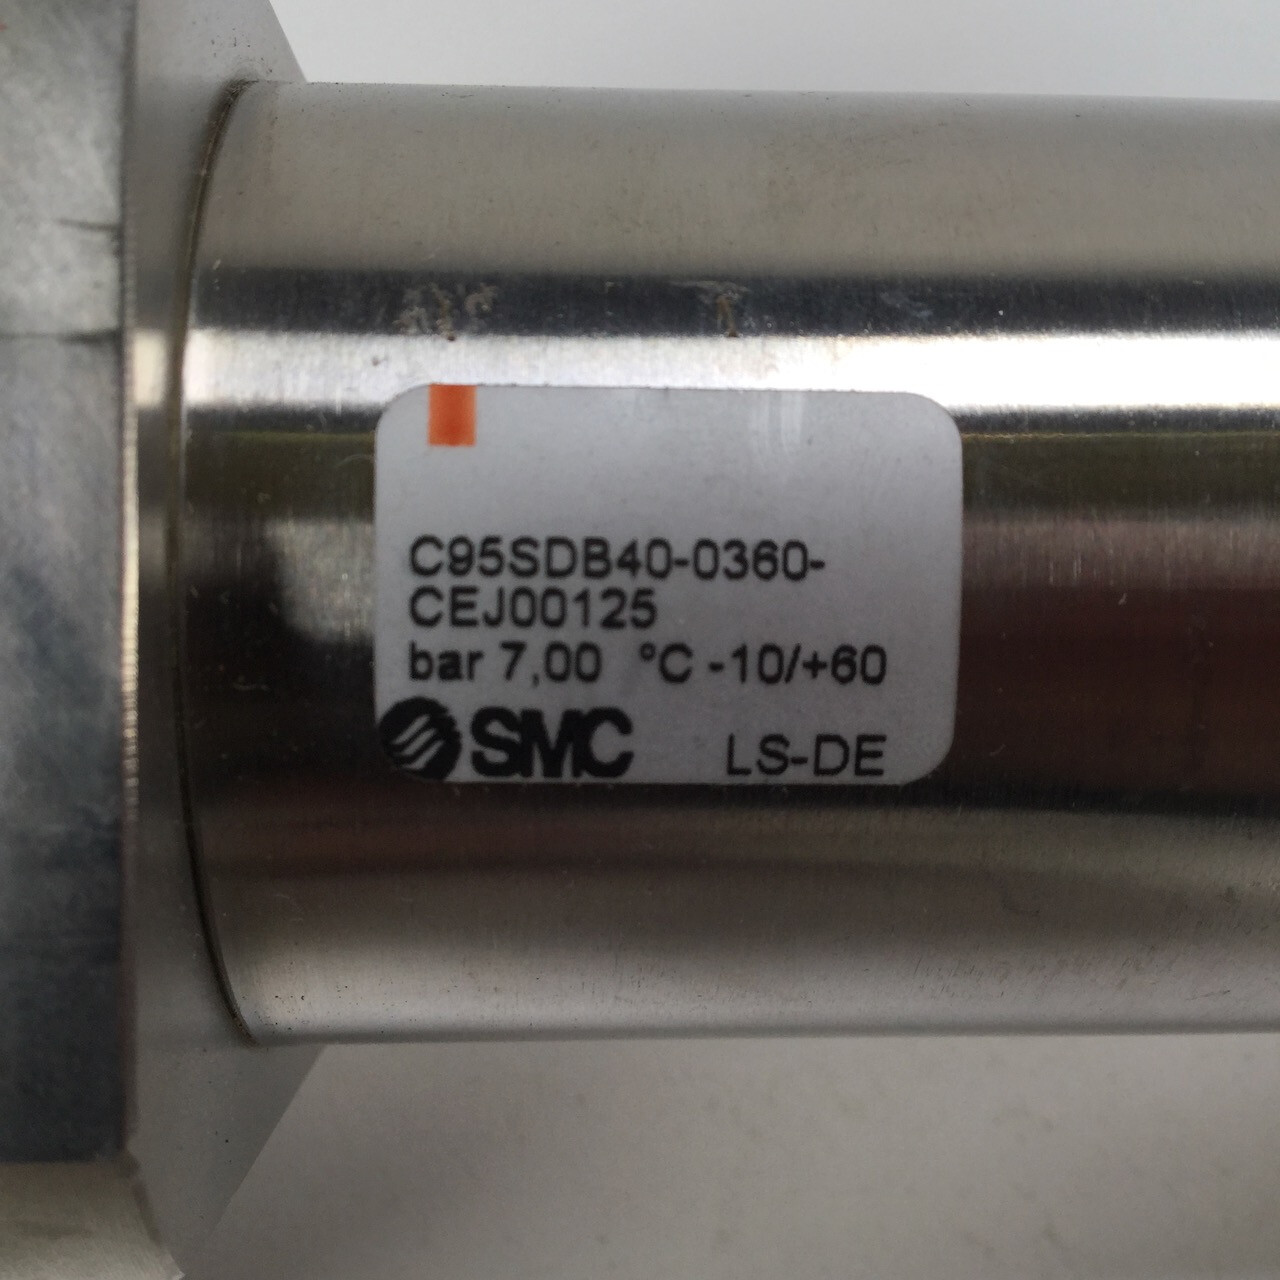 C95SDB40-0360-
CEJ00125
bar 7,00 °C -10/+60
SMC LS-DE